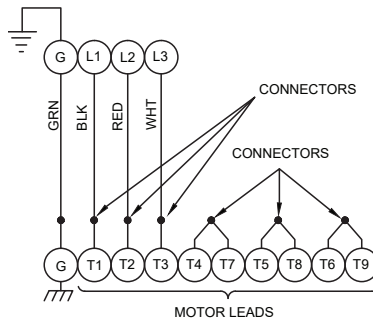 G L1 L2 L3
GRN BLK RED WHT
CONNECTORS
CONNECTORS
G T1 T2 T3 T4 T7 T5 T8 T6 T9
MOTOR LEADS